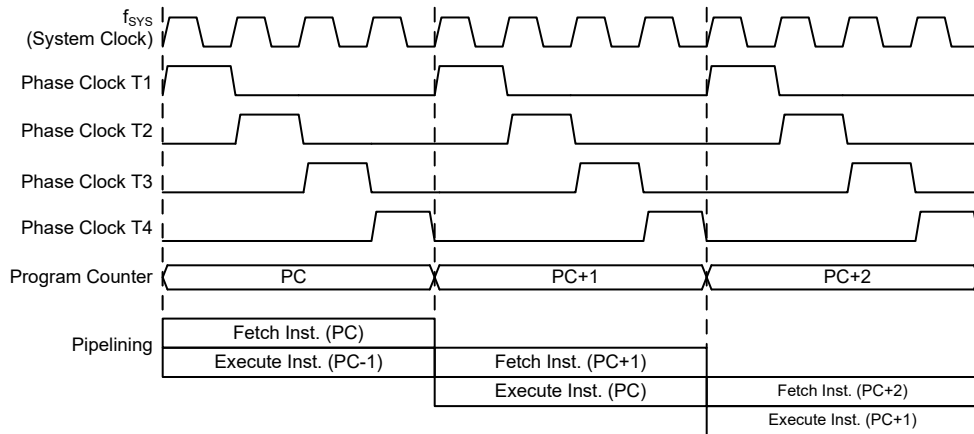 fSYS
(System Clock)
Phase Clock T1
Phase Clock T2
Phase Clock T3
Phase Clock T4
Program Counter PC PC+1 PC+2
Pipelining
Fetch Inst. (PC)
Execute Inst. (PC-1) Fetch Inst. (PC+1)
Execute Inst. (PC) Fetch Inst. (PC+2)
Execute Inst. (PC+1)